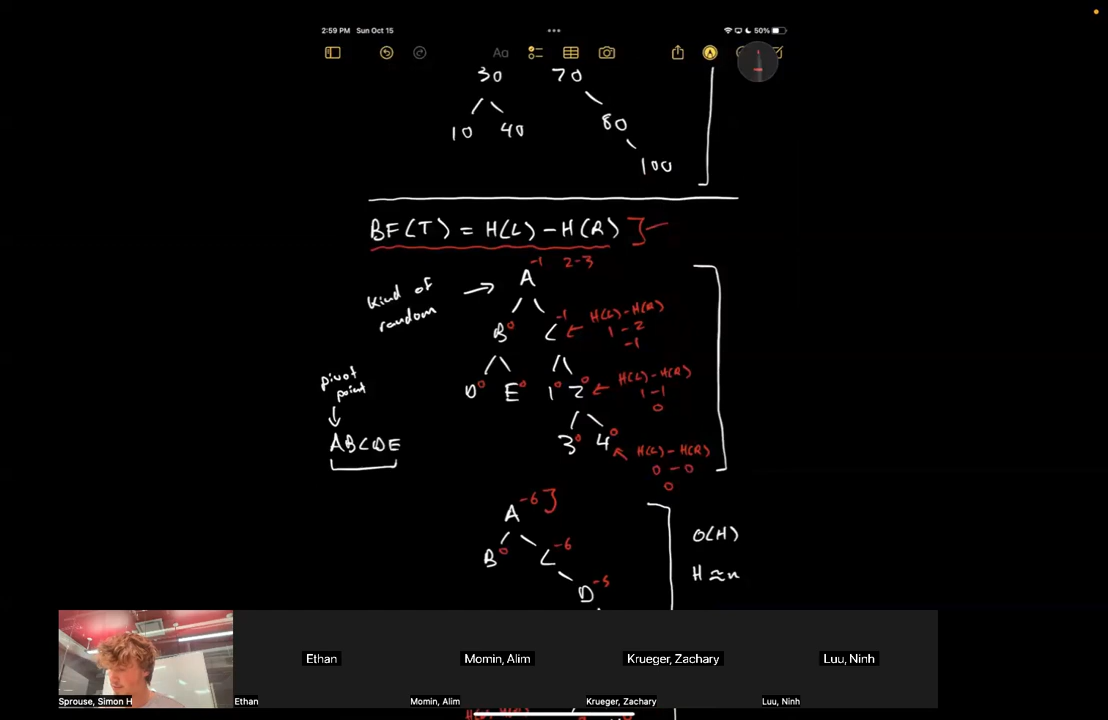 2:59 PM Sun Oct 15
50%
Aa
30 70
10 40
80
100
BF(T) = H(L) - H(R)
A -1 2-3
Kind of
random
B 0 C -1 H(L)-H(R)
1-2
-1
D 0 E 0 1 0 2 0 H(L)-H(R)
1-1
0
pivot
point
3 0 4 0
ABCDE
H(L)-H(R)
0-0
0
A -6
B 0 C -6
D -5
O(H)
H ≈ n
Ethan
Momin, Alim
Krueger, Zachary
Luu, Ninh
Sprouse, Simon H
Ethan
Momin, Alim
Krueger, Zachary
Luu, Ninh